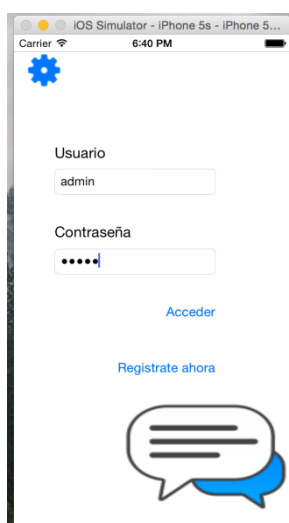 iOS Simulator - iPhone 5s - iPhone 5...
Carrier 6:40 PM
Usuario
admin
Contraseña
•••••
Acceder
Registrate ahora